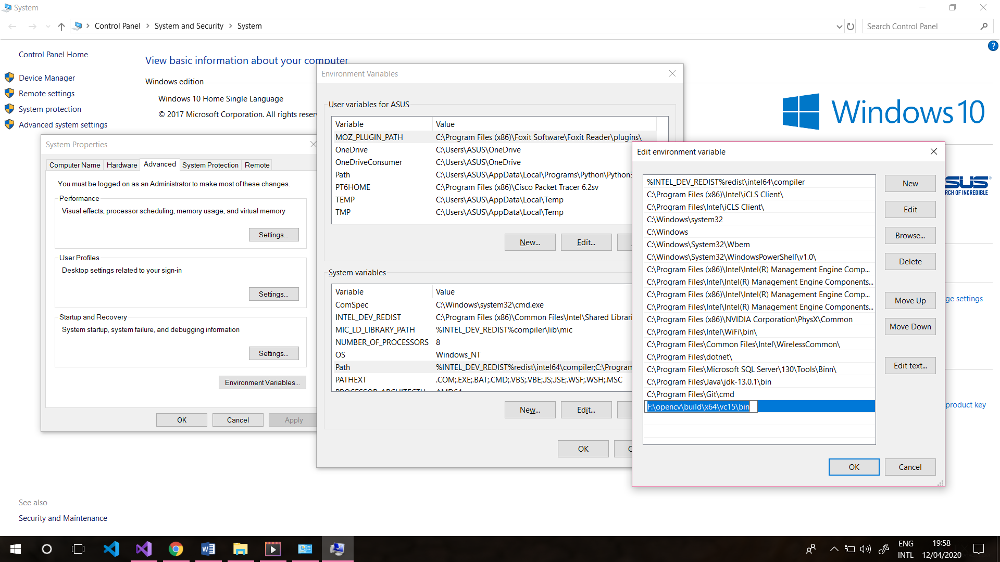 System
Control Panel
System and Security
System
Search Control Panel
Control Panel Home
Device Manager
Remote settings
System protection
Advanced system settings
View basic information about your computer
Windows edition
Windows 10 Home Single Language
© 2017 Microsoft Corporation. All rights reser
Windows 10
System Properties
Computer Name
Hardware
Advanced
System Protection
Remote
You must be logged on as an Administrator to make most of these changes.
Performance
Visual effects, processor scheduling, memory usage, and virtual memory
Settings...
User Profiles
Desktop settings related to your sign-in
Settings...
Startup and Recovery
System startup, system failure, and debugging information
Settings...
Environment Variables...
OK
Cancel
Apply
Environment Variables
User variables for ASUS
Variable Value
MOZ_PLUGIN_PATH C:\Program Files (x86)\Foxit Software\Foxit Reader\plugins\
OneDrive C:\Users\ASUS\OneDrive
OneDriveConsumer C:\Users\ASUS\OneDrive
Path C:\Users\ASUS\AppData\Local\Programs\Python\Python3
PT6HOME C:\Program Files (x86)\Cisco Packet Tracer 6.2sv
TEMP C:\Users\ASUS\AppData\Local\Temp
TMP C:\Users\ASUS\AppData\Local\Temp
New...
Edit...
System variables
Variable Value
ComSpec C:\Windows\system32\cmd.exe
INTEL_DEV_REDIST C:\Program Files (x86)\Common Files\Intel\Shared Librari
MIC_LD_LIBRARY_PATH %INTEL_DEV_REDIST%compiler\lib\mic
NUMBER_OF_PROCESSORS 8
OS Windows_NT
Path %INTEL_DEV_REDIST%redist\intel64\compiler;C:\Program
PATHEXT .COM;.EXE;.BAT;.CMD;.VBS;.VBE;.JS;.JSE;.WSF;.WSH;.MSC
New...
Edit...
OK
C
Edit environment variable
%INTEL_DEV_REDIST%redist\intel64\compiler
C:\Program Files (x86)\Intel\iCLS Client\
C:\Program Files\Intel\iCLS Client\
C:\Windows\system32
C:\Windows
C:\Windows\System32\Wbem
C:\Windows\System32\WindowsPowerShell\v1.0\
C:\Program Files (x86)\Intel\Intel(R) Management Engine Comp...
C:\Program Files\Intel\Intel(R) Management Engine Components...
C:\Program Files (x86)\Intel\Intel(R) Management Engine Comp...
C:\Program Files\Intel\Intel(R) Management Engine Components...
C:\Program Files (x86)\NVIDIA Corporation\PhysX\Common
C:\Program Files\Intel\WiFi\bin\
C:\Program Files\Common Files\Intel\WirelessCommon\
C:\Program Files\dotnet\
C:\Program Files\Microsoft SQL Server\130\Tools\Binn\
C:\Program Files\Java\jdk-13.0.1\bin
C:\Program Files\Git\cmd
F:\opencv\build\x64\vc15\bin
New
Edit
Browse...
Delete
Move Up
Move Down
Edit text...
OK
Cancel
SUS
RCH OF INCREDIBLE
ge settings
product key
See also
Security and Maintenance
ENG
INTL
19:58
12/04/2020